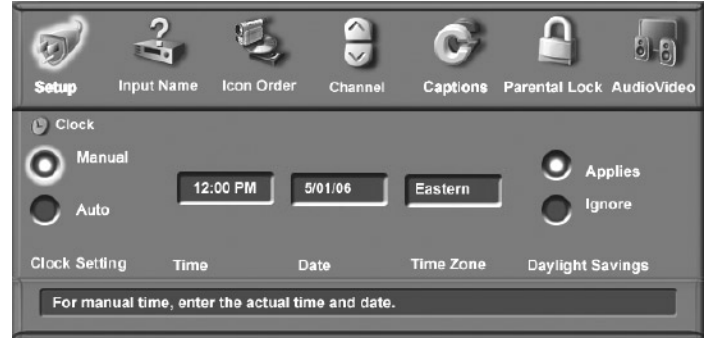 Setup Input Name Icon Order Channel Captions Parental Lock AudioVideo
Clock
Manual
12:00 PM 5/01/06 Eastern
Applies
Auto
Ignore
Clock Setting Time Date Time Zone Daylight Savings
For manual time, enter the actual time and date.